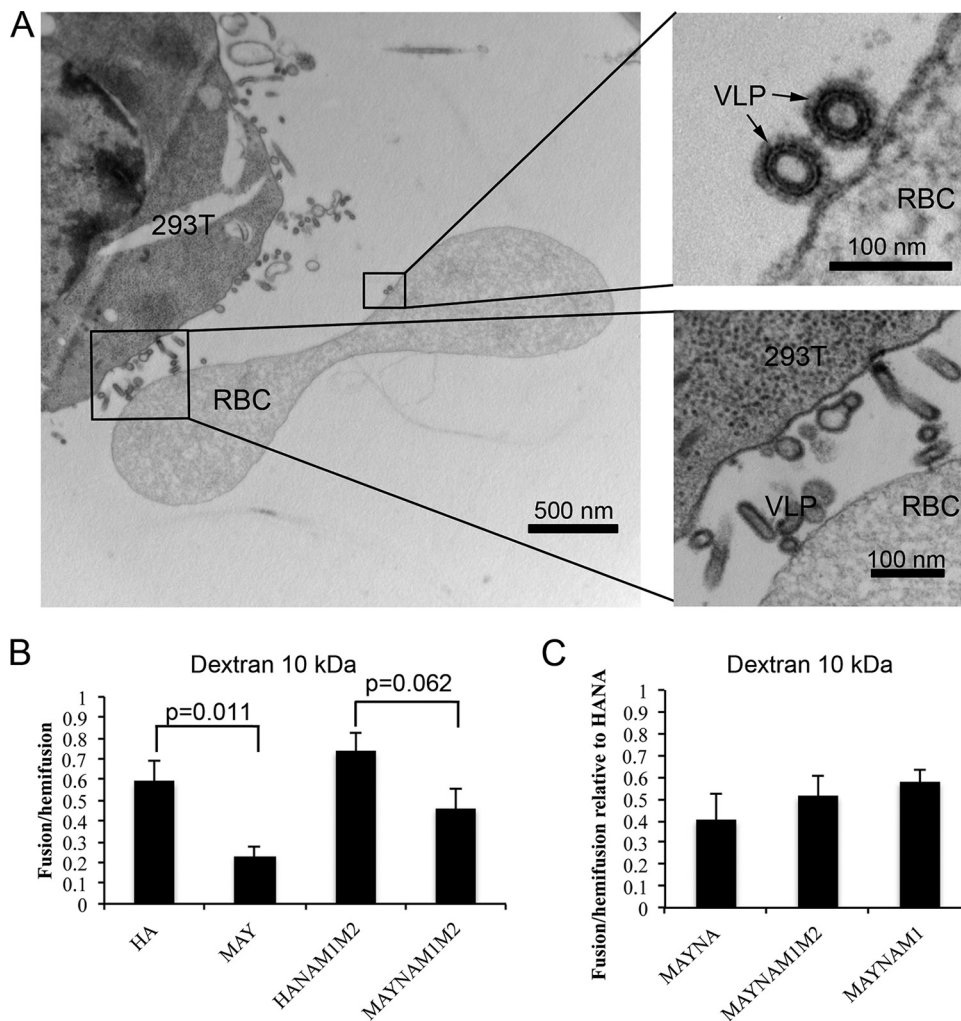 A
293T
RBC
500 nm
VLP
RBC
100 nm
293T
VLP
RBC
100 nm
B
Dextran 10 kDa
p=0.011
p=0.062
Fusion/hemifusion
1
0.9
0.8
0.7
0.6
0.5
0.4
0.3
0.2
0.1
0
HA
MAY
HANAM1M2
MAYNAM1M2
C
Dextran 10 kDa
Fusion/hemifusion relative to HANA
1
0.9
0.8
0.7
0.6
0.5
0.4
0.3
0.2
0.1
0
MAYNA
MAYNAM1M2
MAYNAM1